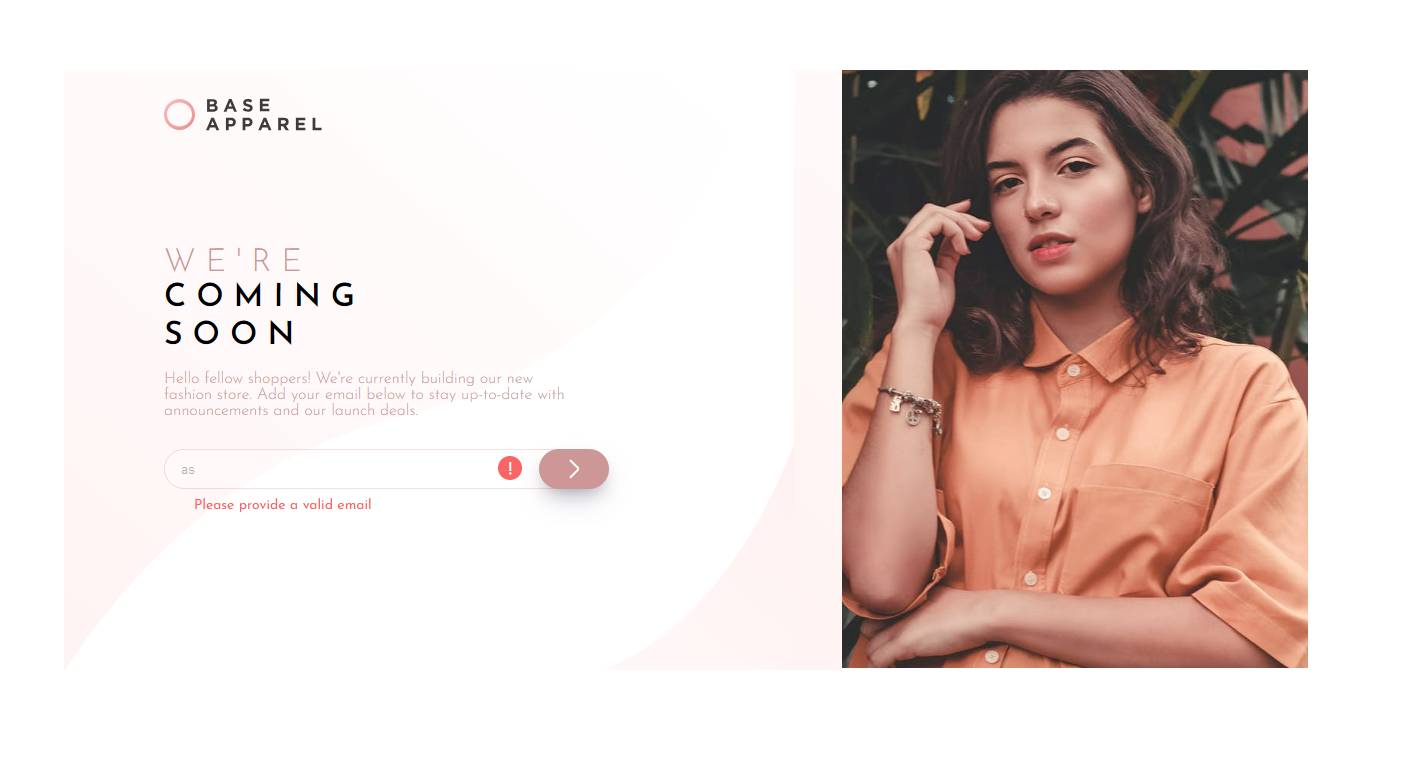 BASE
APPAREL
WE'RE
COMING
SOON
Hello fellow shoppers! We're currently building our new
fashion store. Add your email below to stay up-to-date with
announcements and our launch deals.
as
!
Please provide a valid email